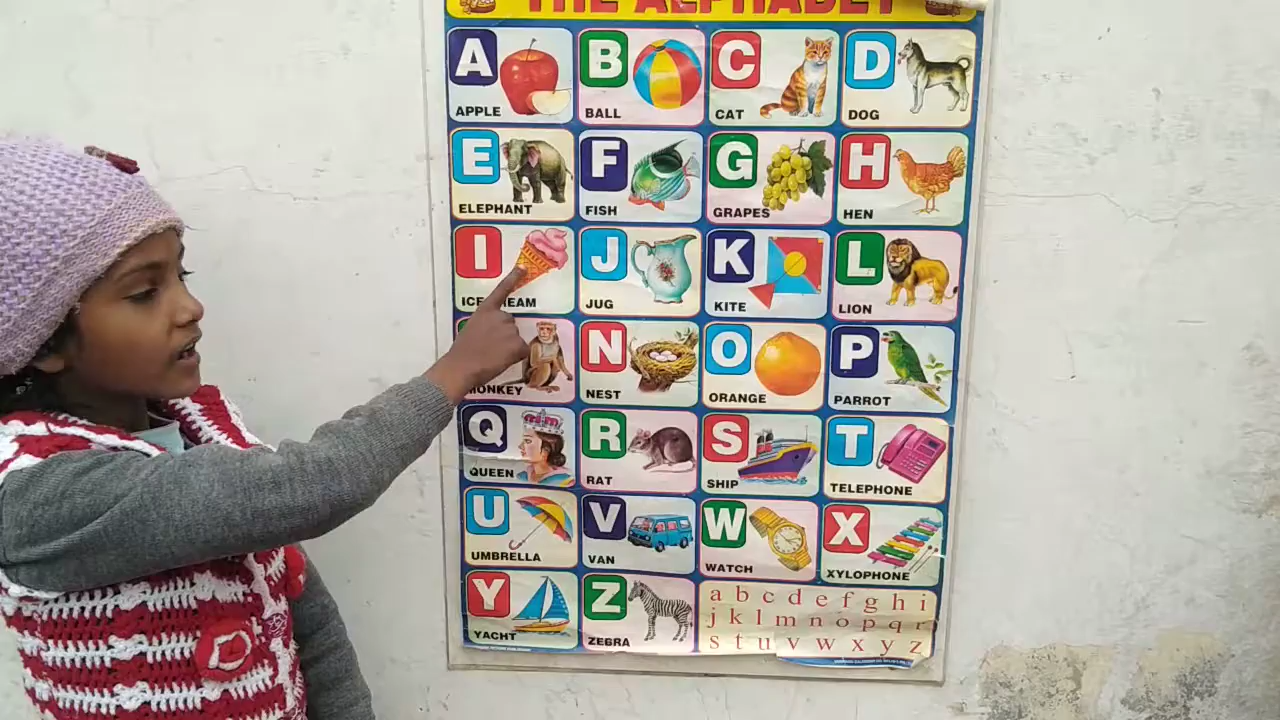 THE ALPHABET
A B C D
APPLE BALL CAT DOG
E F G H
ELEPHANT FISH GRAPES HEN
I J K L
ICE JUG KITE LION
N O P
MONKEY NEST ORANGE PARROT
Q R S T
QUEEN RAT SHIP TELEPHONE
U V W X
UMBRELLA VAN WATCH XYLOPHONE
Y Z
YACHT ZEBRA
a b c d e f g h i
j k l m n o p q r
s t u v w x y z